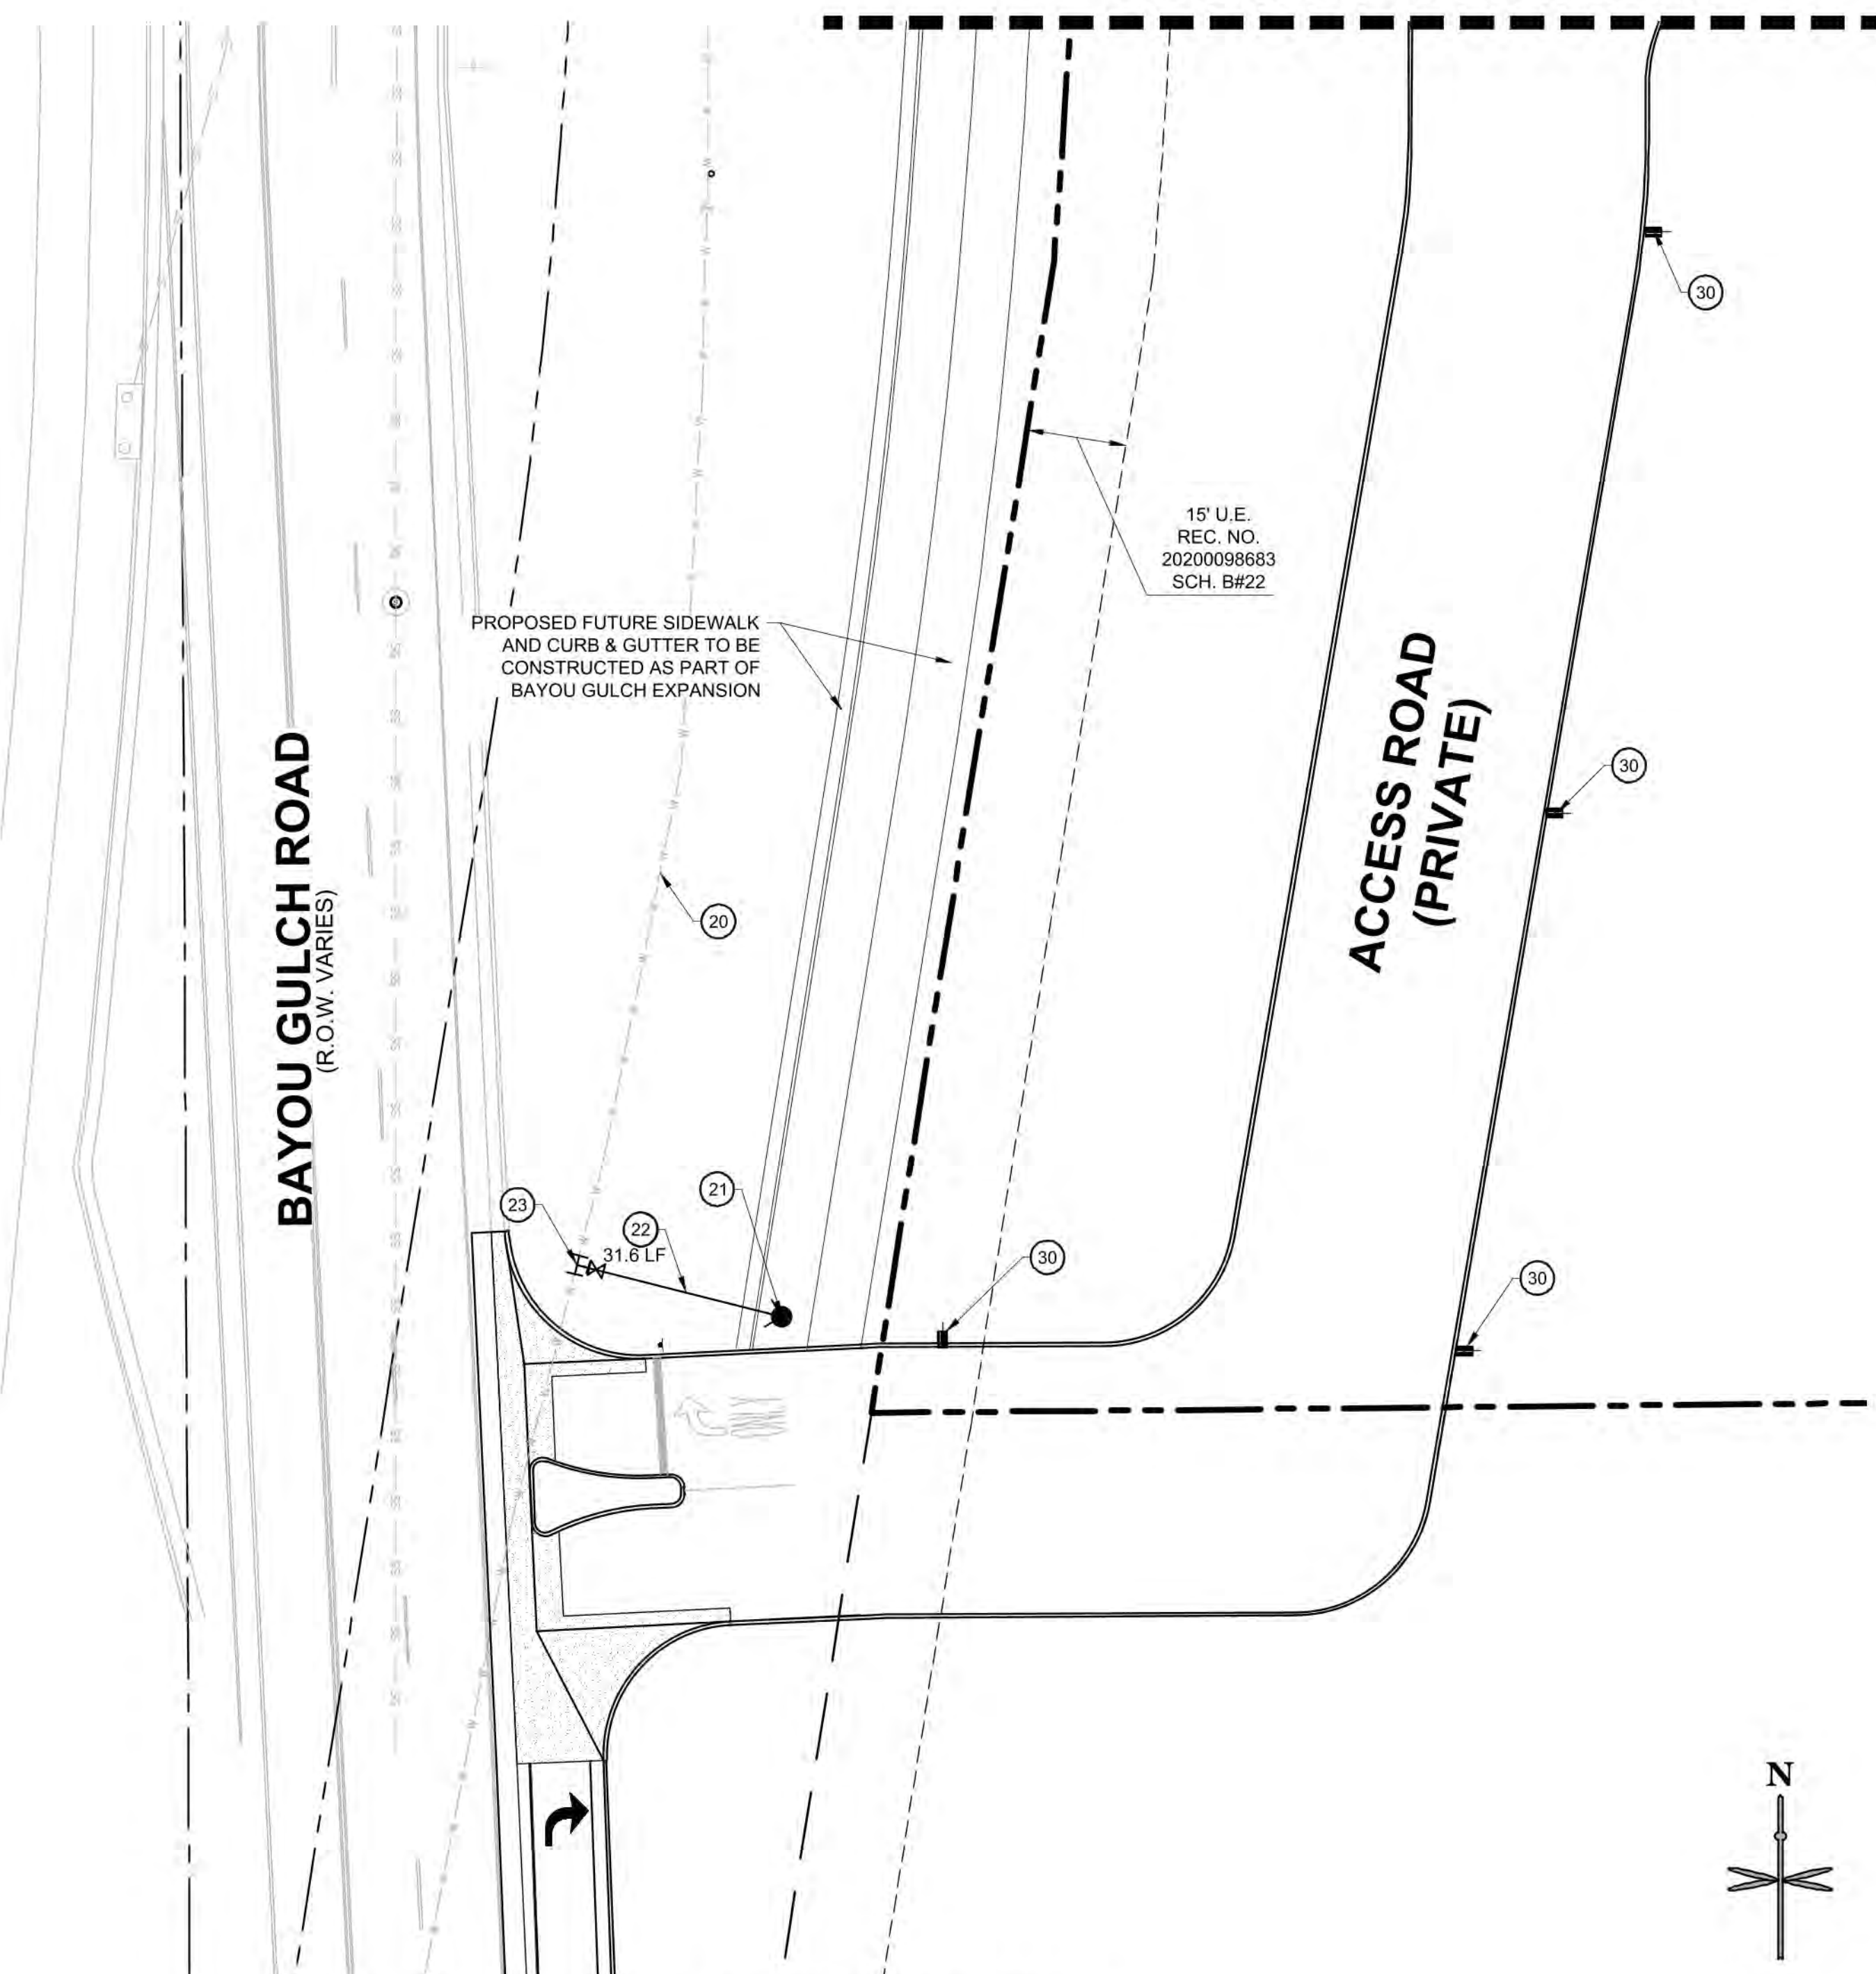 30
15' U.E.
REC. NO.
20200098683
SCH. B#22
PROPOSED FUTURE SIDEWALK
AND CURB & GUTTER TO BE
CONSTRUCTED AS PART OF
BAYOU GULCH EXPANSION
ACCESS ROAD
(PRIVATE)
30
BAYOU GULCH ROAD
(R.O.W. VARIES)
20
21
23
22
31.6 LF
30
30
N